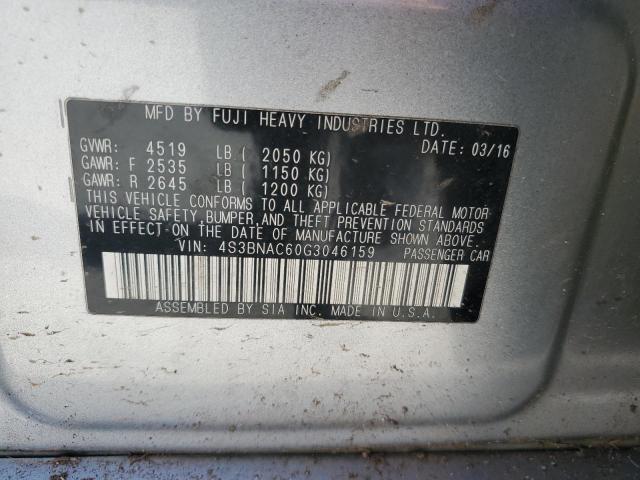 MFD BY FUJI HEAVY INDUSTRIES LTD.
GVWR: 4519 LB ( 2050 KG) DATE: 03/16
GAWR: F 2535 LB ( 1150 KG)
GAWR: R 2645 LB ( 1200 KG)
THIS VEHICLE CONFORMS TO ALL APPLICABLE FEDERAL MOTOR
VEHICLE SAFETY, BUMPER, AND THEFT PREVENTION STANDARDS
IN EFFECT ON THE DATE OF MANUFACTURE SHOWN ABOVE.
VIN: 4S3BNAC60G3046159 PASSENGER CAR
ASSEMBLED BY SIA INC. MADE IN U.S.A.